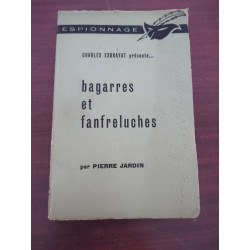 ESPIONNAGE
CHARLES EXBRAYAT présente...
bagarres
et
fanfreluches
par PIERRE JARDIN